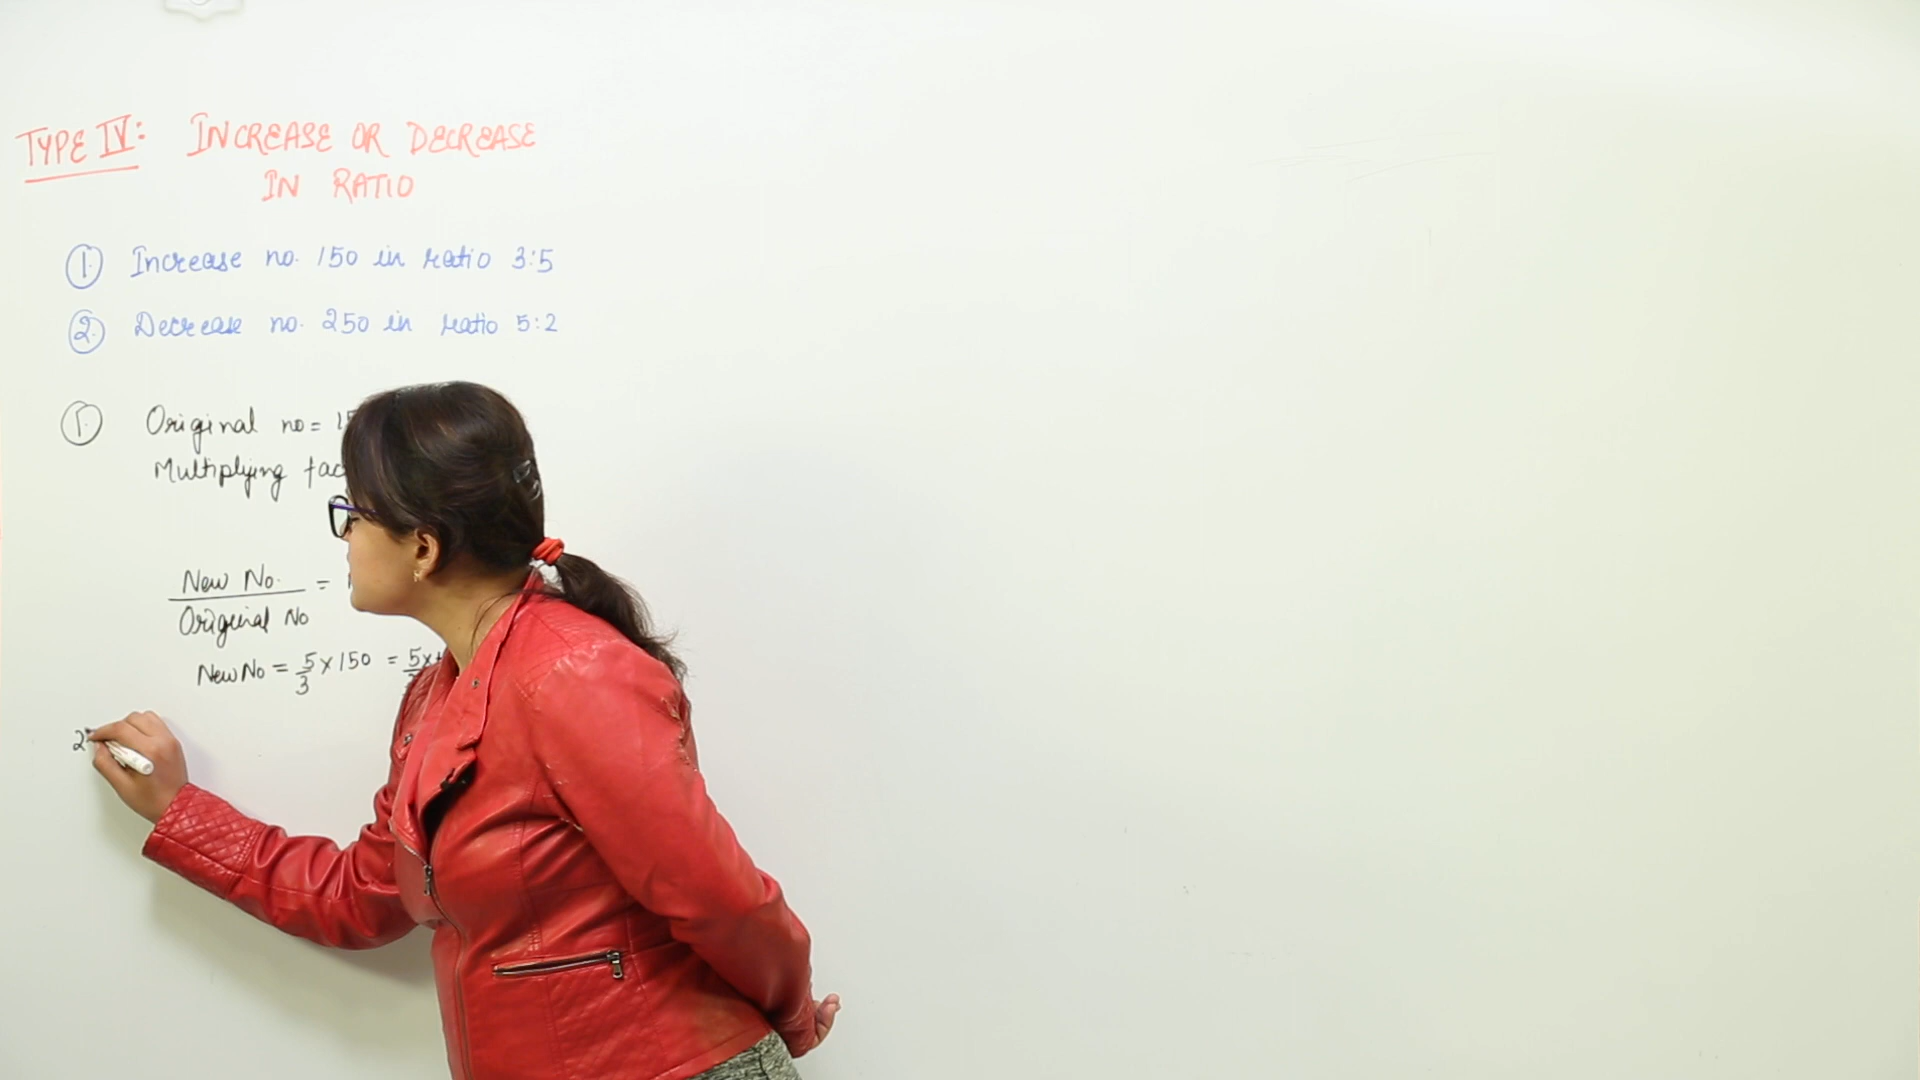 TYPE IV: INCREASE OR DECREASE
IN RATIO
1. Increase no. 150 in ratio 3:5
2. Decrease no. 250 in ratio 5:2
1. Original no =
Multiplying
New No. =
Original No
New No = 5/3 x 150 =
2